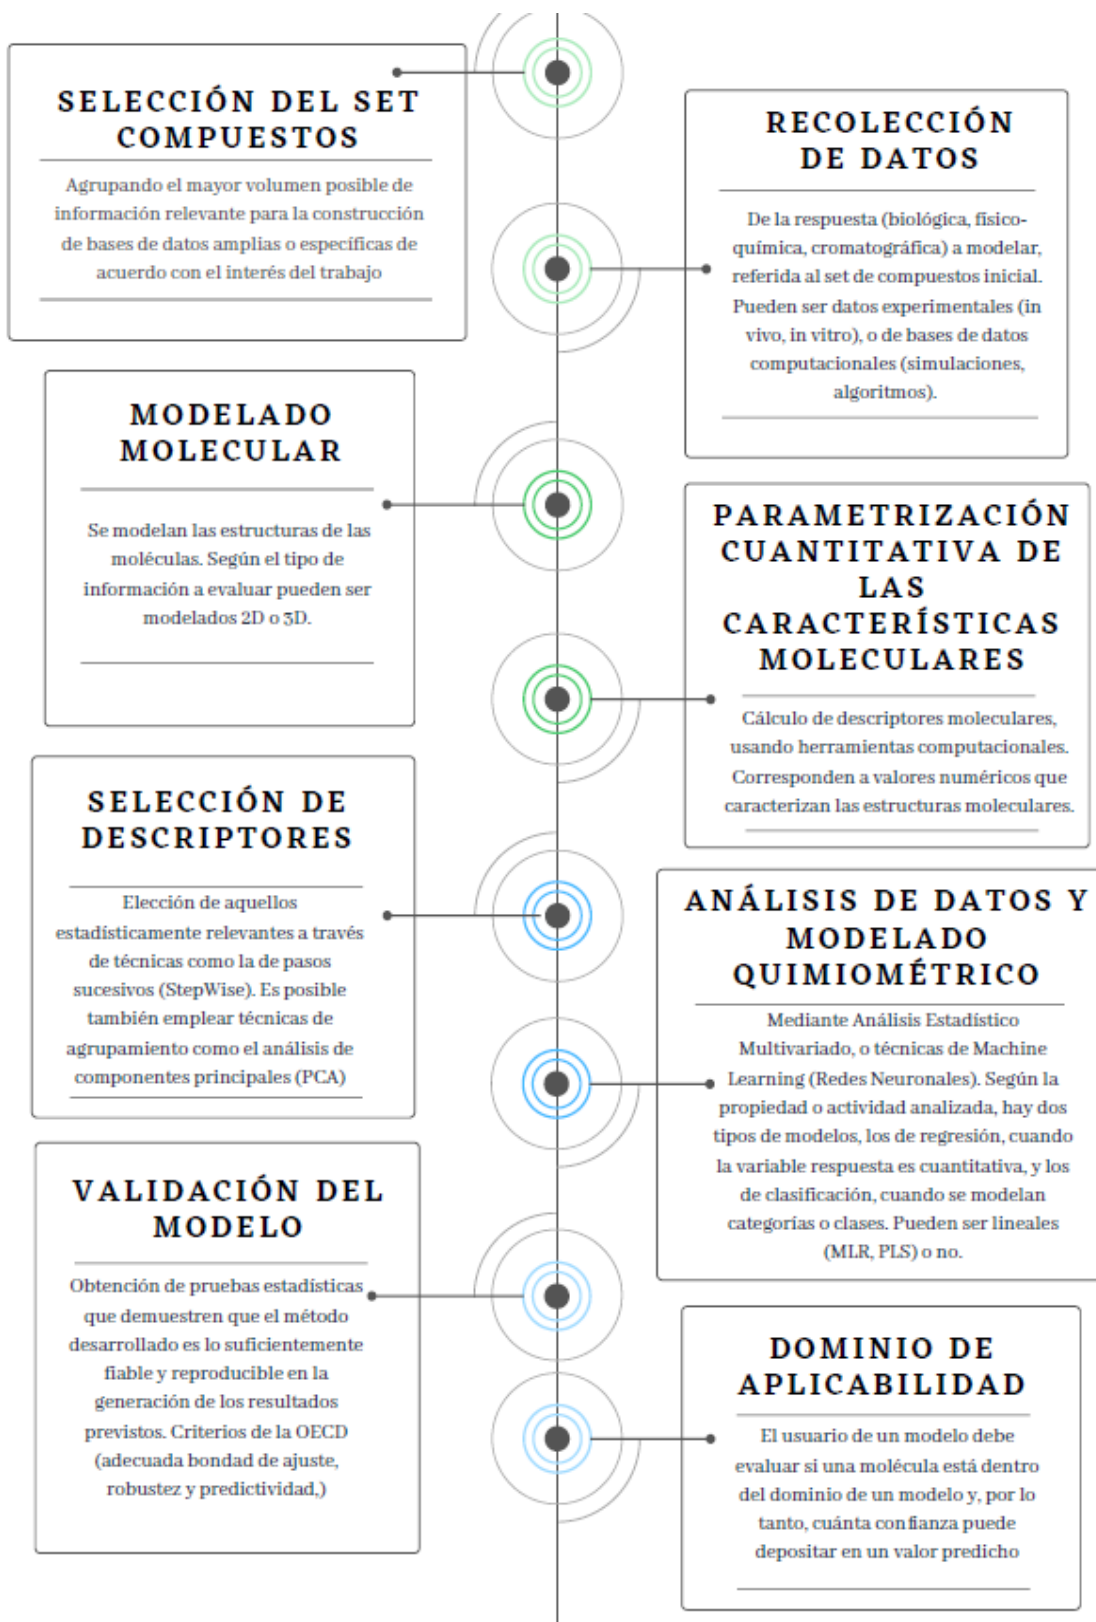 SELECCIÓN DEL SET
COMPUESTOS
Agrupando el mayor volumen posible de
información relevante para la construcción
de bases de datos amplias o específicas de
acuerdo con el interés del trabajo
RECOLECCIÓN
DE DATOS
De la respuesta (biológica, físico-
química, cromatográfica) a modelar,
referida al set de compuestos inicial.
Pueden ser datos experimentales (in
vivo, in vitro), o de bases de datos
computacionales (simulaciones,
algoritmos).
MODELADO
MOLECULAR
Se modelan las estructuras de las
moléculas. Según el tipo de
información a evaluar pueden ser
modelados 2D o 3D.
PARAMETRIZACIÓN
CUANTITATIVA DE
LAS
CARACTERÍSTICAS
MOLECULARES
Cálculo de descriptores moleculares,
usando herramientas computacionales.
Corresponden a valores numéricos que
caracterizan las estructuras moleculares.
SELECCIÓN DE
DESCRIPTORES
Elección de aquellos
estadísticamente relevantes a través
de técnicas como la de pasos
sucesivos (StepWise). Es posible
también emplear técnicas de
agrupamiento como el análisis de
componentes principales (PCA)
ANÁLISIS DE DATOS Y
MODELADO
QUIMIOMÉTRICO
Mediante Análisis Estadístico
Multivariado, o técnicas de Machine
Learning (Redes Neuronales). Según la
propiedad o actividad analizada, hay dos
tipos de modelos, los de regresión, cuando
la variable respuesta es cuantitativa, y los
de clasificación, cuando se modelan
categorías o clases. Pueden ser lineales
(MLR, PLS) o no.
VALIDACIÓN DEL
MODELO
Obtención de pruebas estadísticas
que demuestren que el método
desarrollado es lo suficientemente
fiable y reproducible en la
generación de los resultados
previstos. Criterios de la OECD
(adecuada bondad de ajuste,
robustez y predictividad,)
DOMINIO DE
APLICABILIDAD
El usuario de un modelo debe
evaluar si una molécula está dentro
del dominio de un modelo y, por lo
tanto, cuánta confianza puede
depositar en un valor predicho